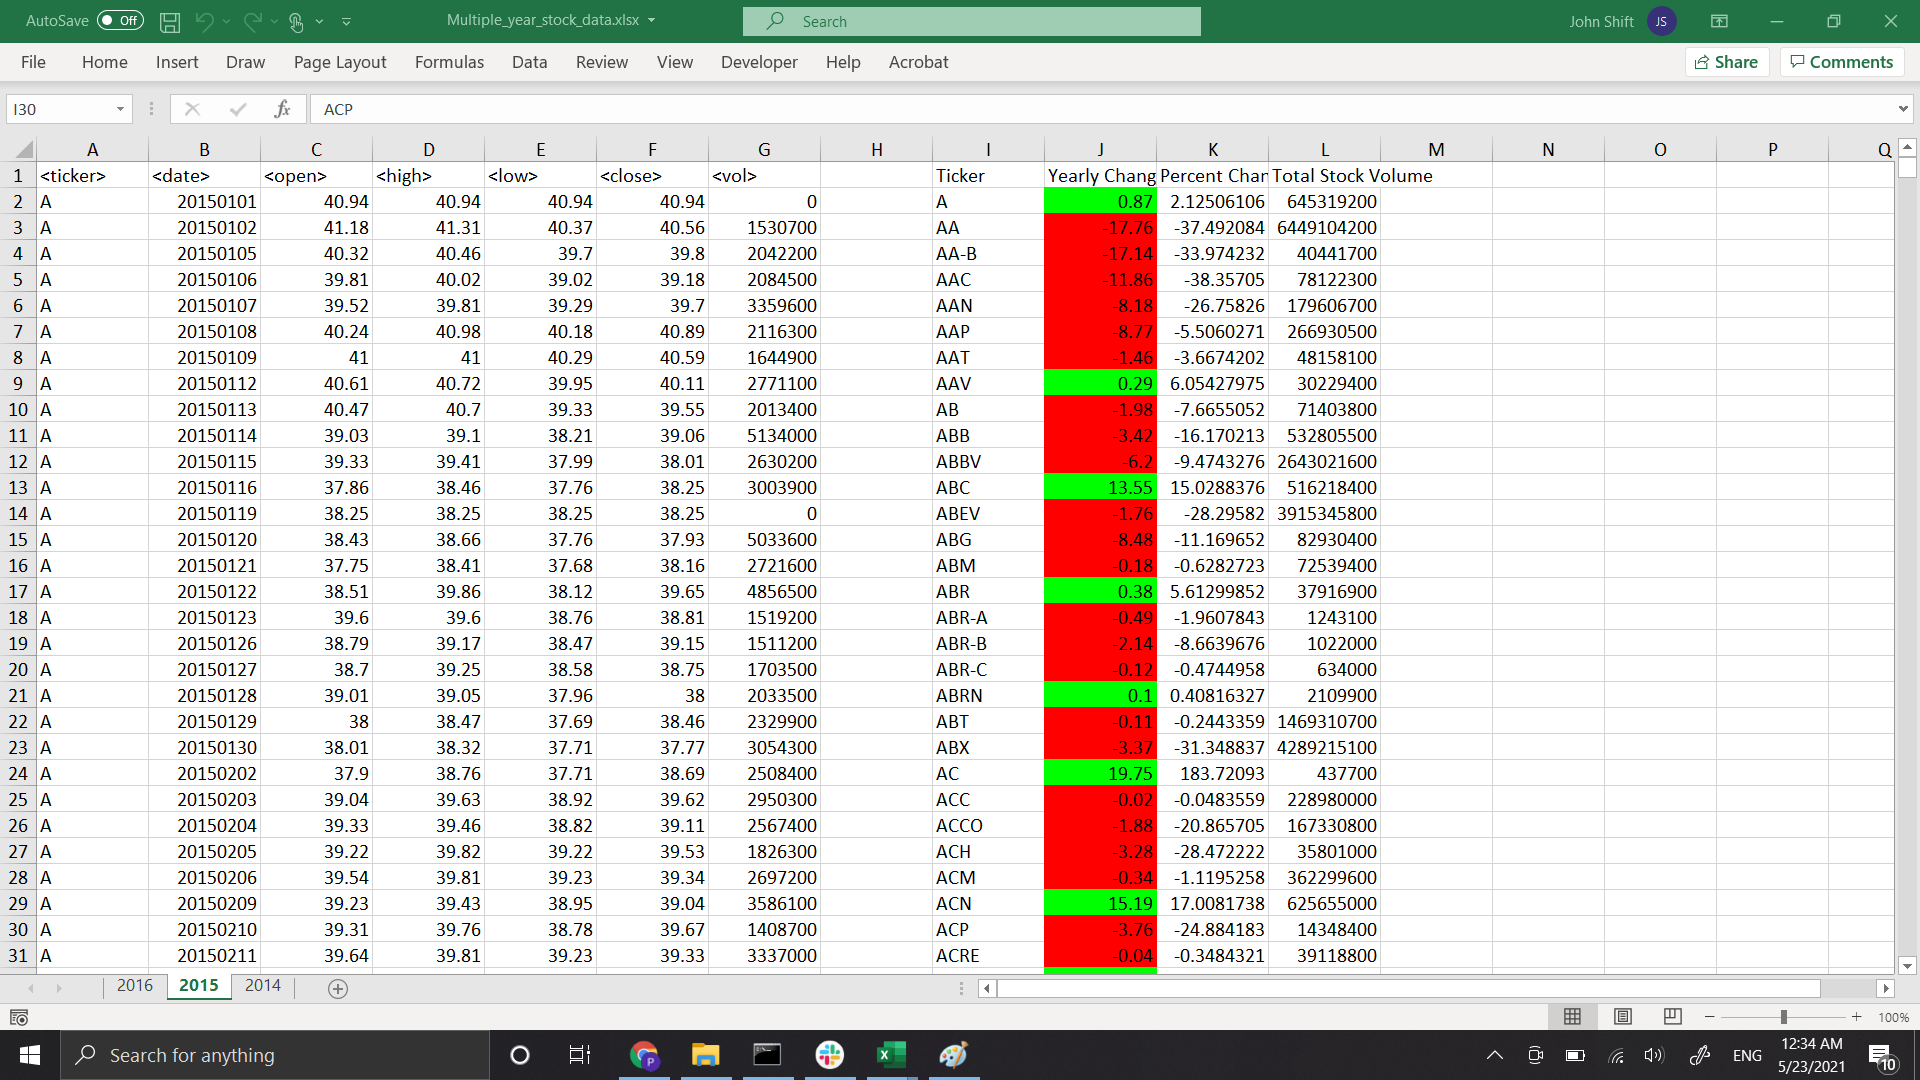 AutoSave Off Multiple_year_stock_data.xlsx Search John Shift JS
File Home Insert Draw Page Layout Formulas Data Review View Developer Help Acrobat Share Comments
I30 fx ACP
A B C D E F G H I J K L M N O P Q
1 <ticker> <date> <open> <high> <low> <close> <vol> Ticker Yearly Chang Percent Chan Total Stock Volume
2 A 20150101 40.94 40.94 40.94 40.94 0 A 0.87 2.12506106 645319200
3 A 20150102 41.18 41.31 40.37 40.56 1530700 AA -17.76 -37.492084 6449104200
4 A 20150105 40.32 40.46 39.7 39.8 2042200 AA-B -17.14 -33.974232 40441700
5 A 20150106 39.81 40.02 39.02 39.18 2084500 AAC -11.86 -38.35705 78122300
6 A 20150107 39.52 39.81 39.29 39.7 3359600 AAN -8.18 -26.75826 179606700
7 A 20150108 40.24 40.98 40.18 40.89 2116300 AAP -8.77 -5.5060271 266930500
8 A 20150109 41 41 40.29 40.59 1644900 AAT -1.46 -3.6674202 48158100
9 A 20150112 40.61 40.72 39.95 40.11 2771100 AAV 0.29 6.05427975 30229400
10 A 20150113 40.47 40.7 39.33 39.55 2013400 AB -1.98 -7.6655052 71403800
11 A 20150114 39.03 39.1 38.21 39.06 5134000 ABB -3.42 -16.170213 532805500
12 A 20150115 39.33 39.41 37.99 38.01 2630200 ABBV -6.2 -9.4743276 2643021600
13 A 20150116 37.86 38.46 37.76 38.25 3003900 ABC 13.55 15.0288376 516218400
14 A 20150119 38.25 38.25 38.25 38.25 0 ABEV -1.76 -28.29582 3915345800
15 A 20150120 38.43 38.66 37.76 37.93 5033600 ABG -8.48 -11.169652 82930400
16 A 20150121 37.75 38.41 37.68 38.16 2721600 ABM -0.18 -0.6282723 72539400
17 A 20150122 38.51 39.86 38.12 39.65 4856500 ABR 0.38 5.61299852 37916900
18 A 20150123 39.6 39.6 38.76 38.81 1519200 ABR-A -0.49 -1.9607843 1243100
19 A 20150126 38.79 39.17 38.47 39.15 1511200 ABR-B -2.14 -8.6639676 1022000
20 A 20150127 38.7 39.25 38.58 38.75 1703500 ABR-C -0.12 -0.4744958 634000
21 A 20150128 39.01 39.05 37.96 38 2033500 ABRN 0.1 0.40816327 2109900
22 A 20150129 38 38.47 37.69 38.46 2329900 ABT -0.11 -0.2443359 1469310700
23 A 20150130 38.01 38.32 37.71 37.77 3054300 ABX -3.37 -31.348837 4289215100
24 A 20150202 37.9 38.76 37.71 38.69 2508400 AC 19.75 183.72093 437700
25 A 20150203 39.04 39.63 38.92 39.62 2950300 ACC -0.02 -0.0483559 228980000
26 A 20150204 39.33 39.46 38.82 39.11 2567400 ACCO -1.88 -20.865705 167330800
27 A 20150205 39.22 39.82 39.22 39.53 1826300 ACH -3.28 -28.472222 35801000
28 A 20150206 39.54 39.81 39.23 39.34 2697200 ACM -0.34 -1.1195258 362299600
29 A 20150209 39.23 39.43 38.95 39.04 3586100 ACN 15.19 17.0081738 625655000
30 A 20150210 39.31 39.76 38.78 39.67 1408700 ACP -3.76 -24.884183 14348400
31 A 20150211 39.64 39.81 39.23 39.33 3337000 ACRE -0.04 -0.3484321 39118800
2016 2015 2014
100%
Search for anything ENG 12:34 AM
5/23/2021 10